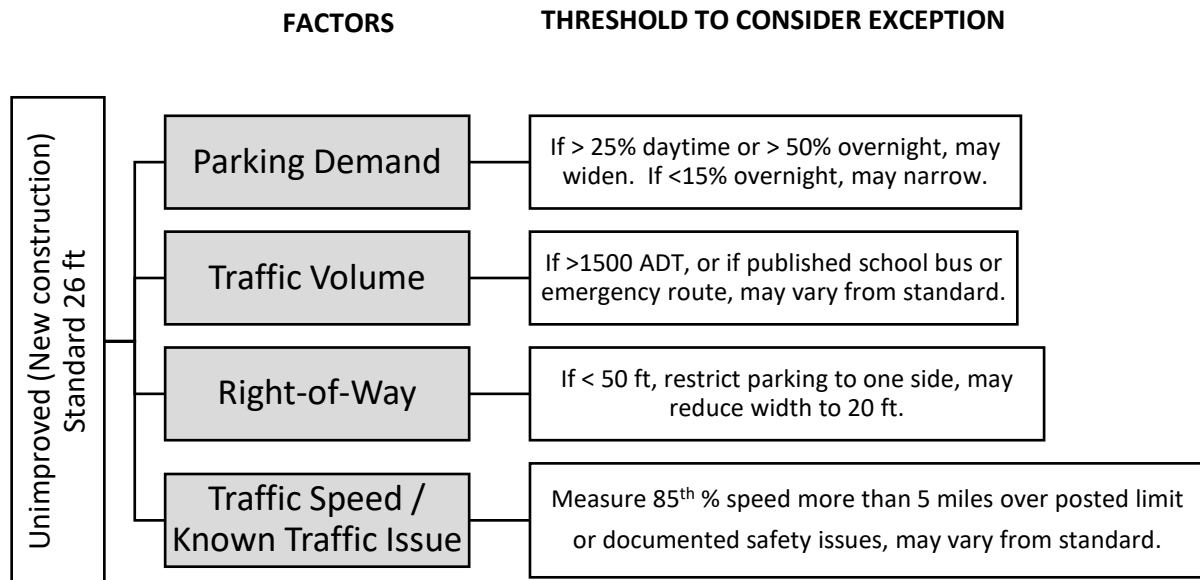 FACTORS
THRESHOLD TO CONSIDER EXCEPTION
Unimproved (New construction)
Standard 26 ft
Parking Demand
If > 25% daytime or > 50% overnight, may
widen.  If <15% overnight, may narrow.
Traffic Volume
If >1500 ADT, or if published school bus or
emergency route, may vary from standard.
Right-of-Way
If < 50 ft, restrict parking to one side, may
reduce width to 20 ft.
Traffic Speed /
Known Traffic Issue
Measure 85th % speed more than 5 miles over posted limit
or documented safety issues, may vary from standard.